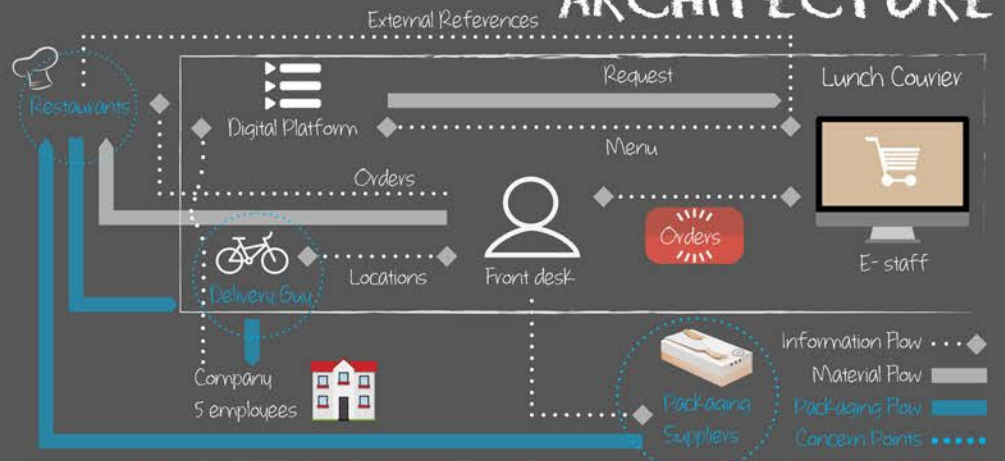 ARCHITECTURE
External References
Restaurants
Digital Platform
Request
Lunch Courier
Menu
Orders
Orders
Delivery Guy
Locations
Front desk
E-staff
Company
5 employees
Packaging
Suppliers
Information Flow
Material Flow
Packaging Flow
Concern Points